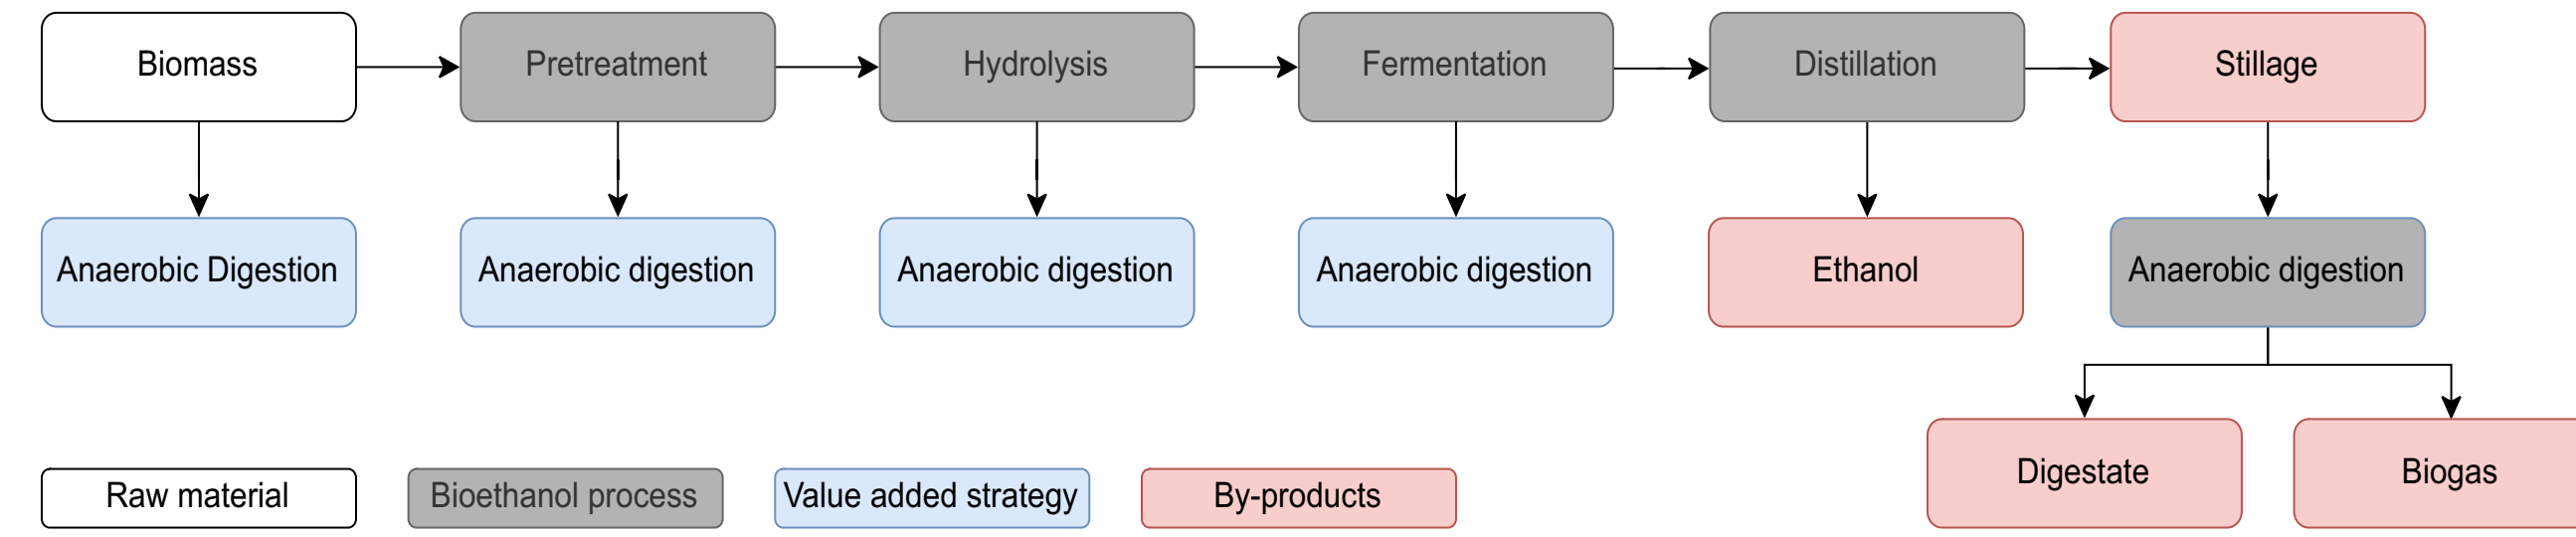 Biomass
Pretreatment
Hydrolysis
Fermentation
Distillation
Stillage
Anaerobic Digestion
Anaerobic digestion
Anaerobic digestion
Anaerobic digestion
Ethanol
Anaerobic digestion
Digestate
Biogas
Raw material
Bioethanol process
Value added strategy
By-products